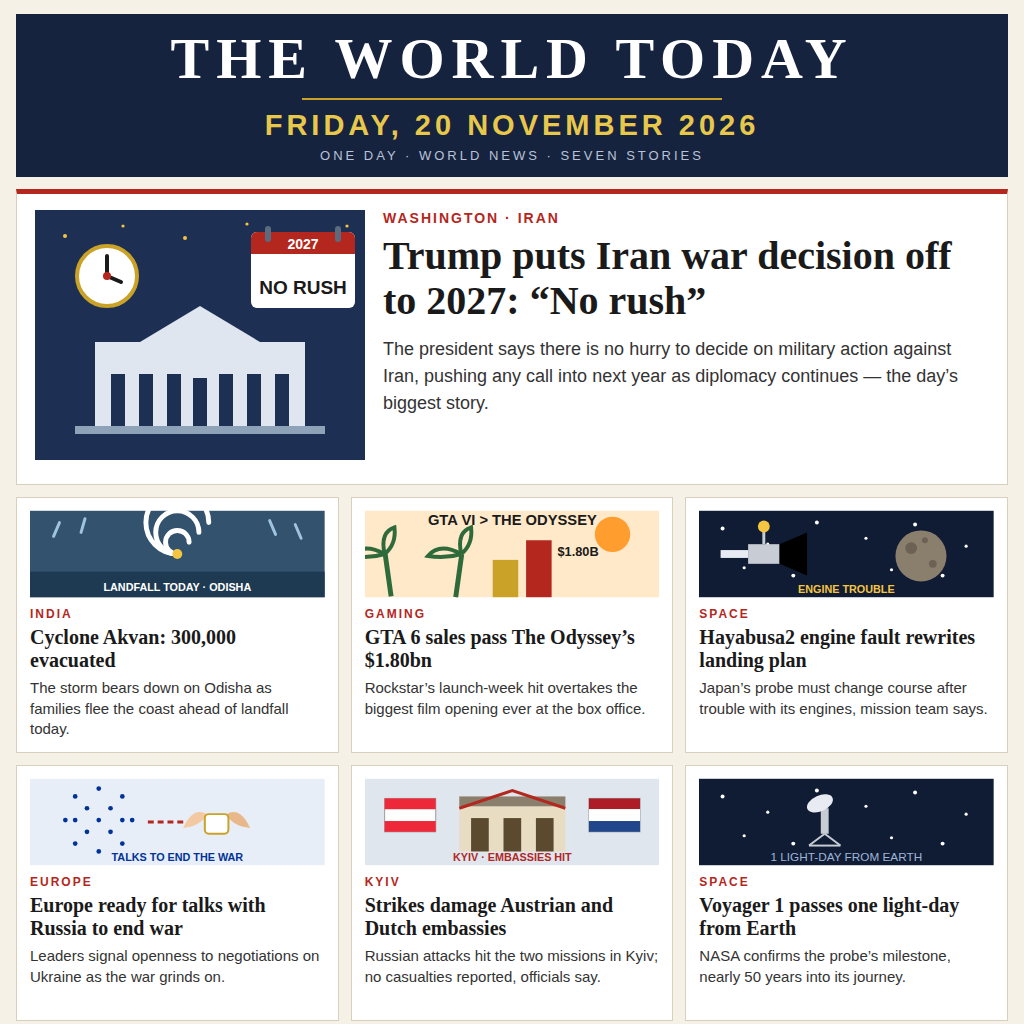 THE WORLD TODAY
FRIDAY, 20 NOVEMBER 2026
ONE DAY · WORLD NEWS · SEVEN STORIES
2027
NO RUSH
WASHINGTON · IRAN
Trump puts Iran war decision off
to 2027: “No rush”
The president says there is no hurry to decide on military action against
Iran, pushing any call into next year as diplomacy continues — the day’s
biggest story.
LANDFALL TODAY · ODISHA
INDIA
Cyclone Akvan: 300,000
evacuated
The storm bears down on Odisha as
families flee the coast ahead of landfall
today.
GTA VI > THE ODYSSEY
$1.80B
GAMING
GTA 6 sales pass The Odyssey’s
$1.80bn
Rockstar’s launch-week hit overtakes the
biggest film opening ever at the box office.
ENGINE TROUBLE
SPACE
Hayabusa2 engine fault rewrites
landing plan
Japan’s probe must change course after
trouble with its engines, mission team says.
TALKS TO END THE WAR
EUROPE
Europe ready for talks with
Russia to end war
Leaders signal openness to negotiations on
Ukraine as the war grinds on.
KYIV · EMBASSIES HIT
KYIV
Strikes damage Austrian and
Dutch embassies
Russian attacks hit the two missions in Kyiv;
no casualties reported, officials say.
1 LIGHT-DAY FROM EARTH
SPACE
Voyager 1 passes one light-day
from Earth
NASA confirms the probe’s milestone,
nearly 50 years into its journey.